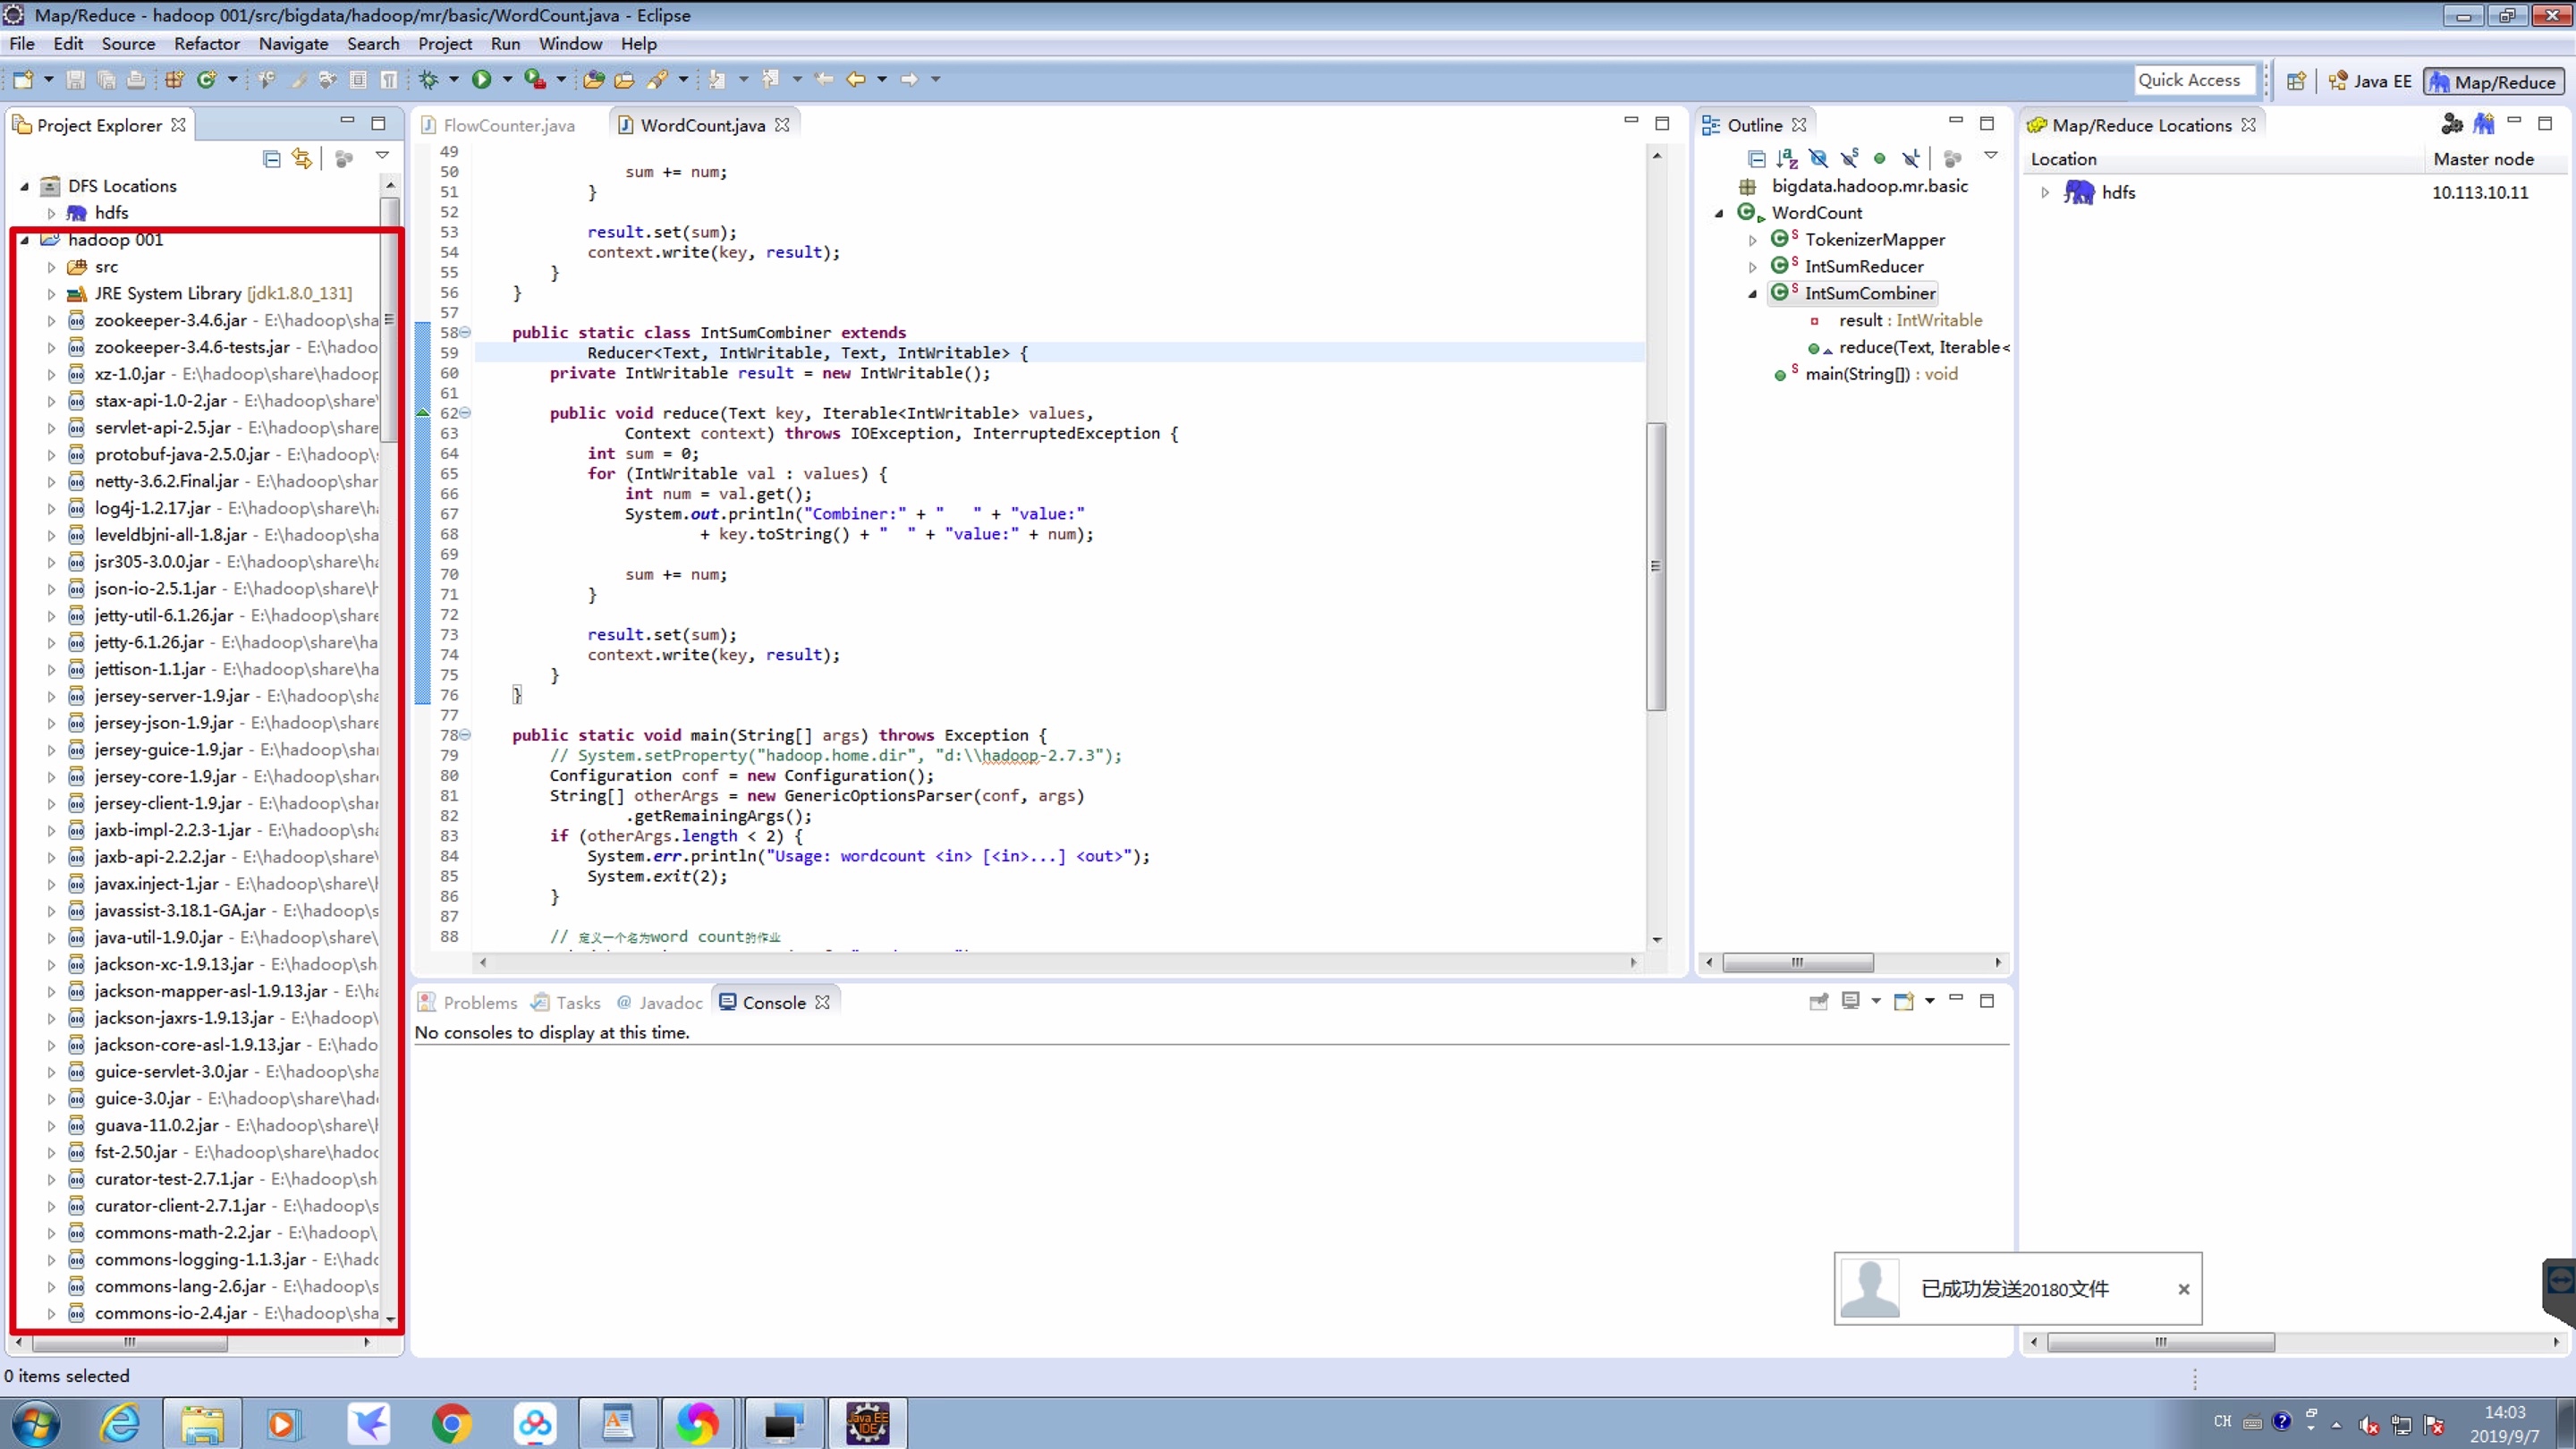 Map/Reduce - hadoop 001/src/bigdata/hadoop/mr/basic/WordCount.java - Eclipse
File Edit Source Refactor Navigate Search Project Run Window Help
Quick Access
Java EE
Map/Reduce
Project Explorer
DFS Locations
hdfs
hadoop 001
src
JRE System Library [jdk1.8.0_131]
zookeeper-3.4.6.jar - E:\hadoop\sha
zookeeper-3.4.6-tests.jar - E:\hadoo
xz-1.0.jar - E:\hadoop\share\hadoop
stax-api-1.0-2.jar - E:\hadoop\share\
servlet-api-2.5.jar - E:\hadoop\share
protobuf-java-2.5.0.jar - E:\hadoop\
netty-3.6.2.Final.jar - E:\hadoop\shar
log4j-1.2.17.jar - E:\hadoop\share\ha
leveldbjni-all-1.8.jar - E:\hadoop\sha
jsr305-3.0.0.jar - E:\hadoop\share\ha
json-io-2.5.1.jar - E:\hadoop\share\h
jetty-util-6.1.26.jar - E:\hadoop\share
jetty-6.1.26.jar - E:\hadoop\share\ha
jettison-1.1.jar - E:\hadoop\share\ha
jersey-server-1.9.jar - E:\hadoop\sha
jersey-json-1.9.jar - E:\hadoop\share
jersey-guice-1.9.jar - E:\hadoop\shar
jersey-core-1.9.jar - E:\hadoop\share
jersey-client-1.9.jar - E:\hadoop\shar
jaxb-impl-2.2.3-1.jar - E:\hadoop\sha
jaxb-api-2.2.2.jar - E:\hadoop\share\
javax.inject-1.jar - E:\hadoop\share\h
javassist-3.18.1-GA.jar - E:\hadoop\s
java-util-1.9.0.jar - E:\hadoop\share\
jackson-xc-1.9.13.jar - E:\hadoop\sh
jackson-mapper-asl-1.9.13.jar - E:\ha
jackson-jaxrs-1.9.13.jar - E:\hadoop\
jackson-core-asl-1.9.13.jar - E:\hado
guice-servlet-3.0.jar - E:\hadoop\sha
guice-3.0.jar - E:\hadoop\share\hado
guava-11.0.2.jar - E:\hadoop\share\h
fst-2.50.jar - E:\hadoop\share\hadoo
curator-test-2.7.1.jar - E:\hadoop\sha
curator-client-2.7.1.jar - E:\hadoop\s
commons-math-2.2.jar - E:\hadoop\
commons-logging-1.1.3.jar - E:\hado
commons-lang-2.6.jar - E:\hadoop\s
commons-io-2.4.jar - E:\hadoop\sha
0 items selected
FlowCounter.java
WordCount.java
49
50 sum += num;
51 }
52
53 result.set(sum);
54 context.write(key, result);
55 }
56 }
57
58 public static class IntSumCombiner extends
59 Reducer<Text, IntWritable, Text, IntWritable> {
60 private IntWritable result = new IntWritable();
61
62 public void reduce(Text key, Iterable<IntWritable> values,
63 Context context) throws IOException, InterruptedException {
64 int sum = 0;
65 for (IntWritable val : values) {
66 int num = val.get();
67 System.out.println("Combiner:" + "   " + "value:"
68 + key.toString() + "  " + "value:" + num);
69
70 sum += num;
71 }
72
73 result.set(sum);
74 context.write(key, result);
75 }
76 }
77
78 public static void main(String[] args) throws Exception {
79 // System.setProperty("hadoop.home.dir", "d:\\hadoop-2.7.3");
80 Configuration conf = new Configuration();
81 String[] otherArgs = new GenericOptionsParser(conf, args)
82 .getRemainingArgs();
83 if (otherArgs.length < 2) {
84 System.err.println("Usage: wordcount <in> [<in>...] <out>");
85 System.exit(2);
86 }
87
88 // 定义一个名为word count的作业
Outline
bigdata.hadoop.mr.basic
WordCount
TokenizerMapper
IntSumReducer
IntSumCombiner
result : IntWritable
reduce(Text, Iterable<
main(String[]) : void
Map/Reduce Locations
Location Master node
hdfs 10.113.10.11
Problems Tasks @ Javadoc Console
No consoles to display at this time.
已成功发送20180文件
Java EE
IDE
CH
14:03
2019/9/7